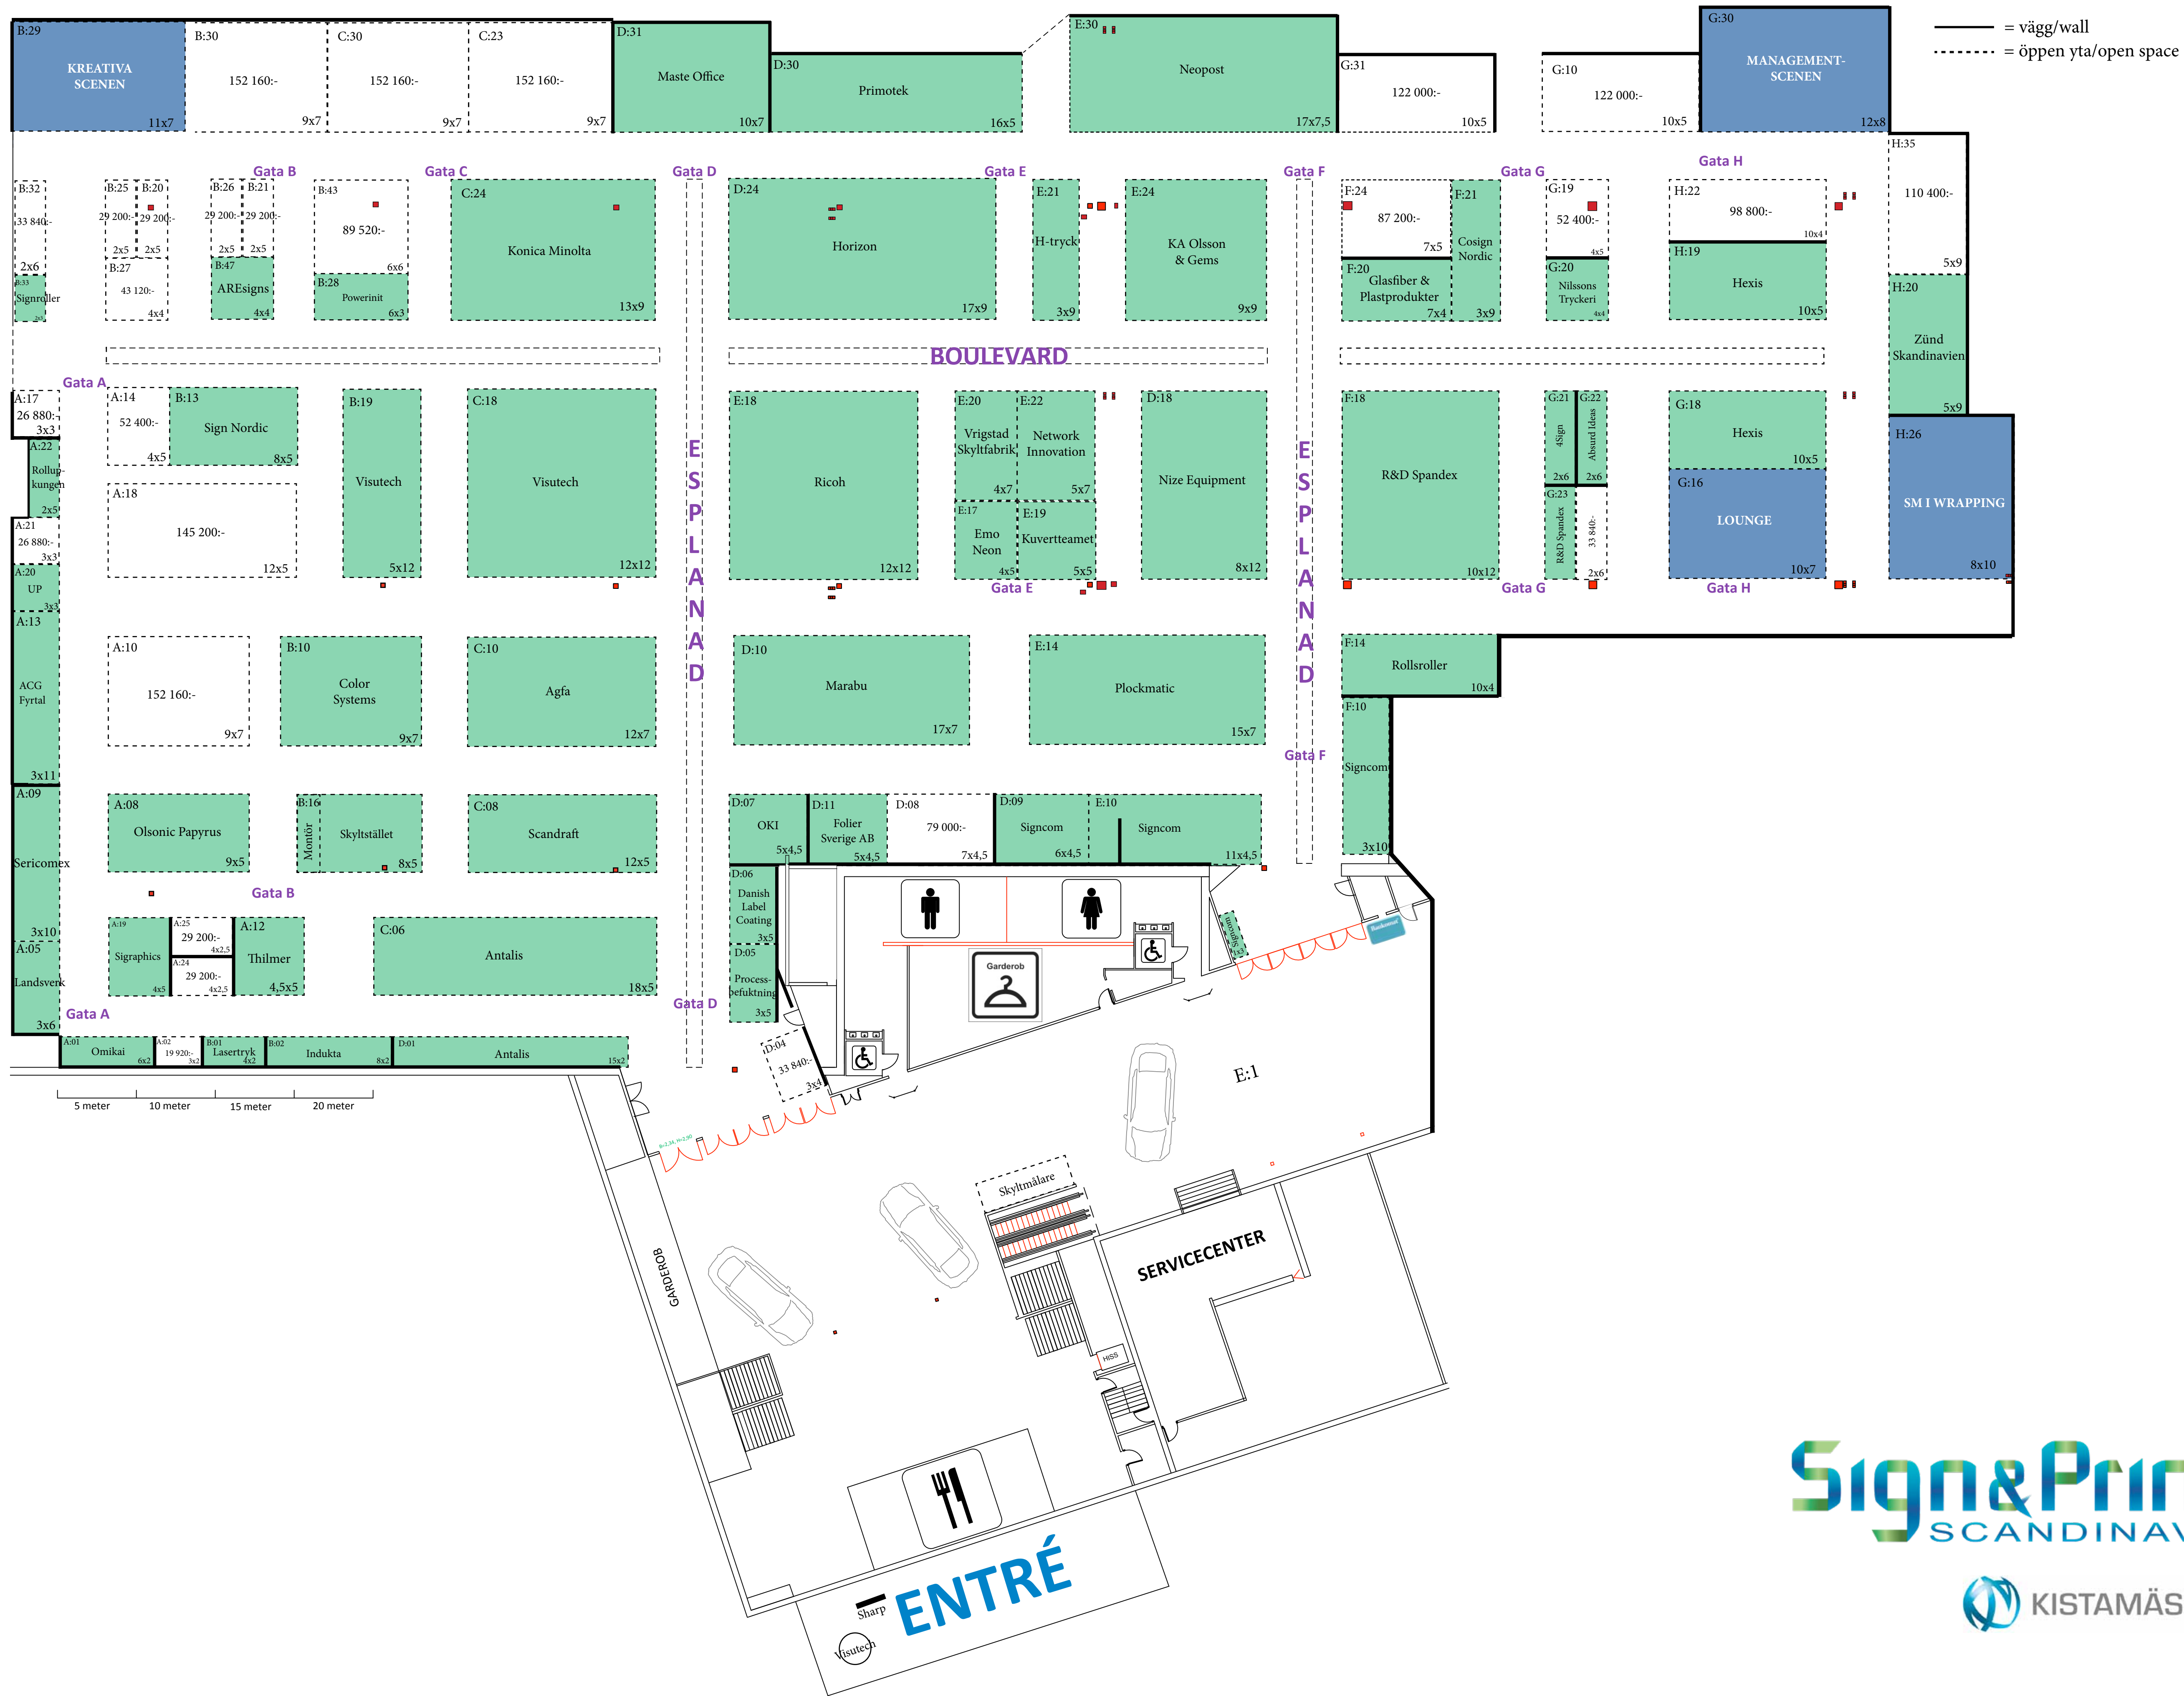 B:29
KREATIVA
SCENEN
11x7
B:30
152 160:-
9x7
C:30
152 160:-
9x7
C:23
152 160:-
9x7
D:31
Maste Office
10x7
D:30
Primotek
16x5
E:30
Neopost
17x7,5
G:31
122 000:-
10x5
G:10
122 000:-
10x5
G:30
MANAGEMENT-
SCENEN
12x8
= vägg/wall
= öppen yta/open space
Gata B
Gata C
Gata D
Gata E
Gata F
Gata G
Gata H
B:32
33 840:-
2x6
B:33
Signroller
B:25
29 200:-
2x5
B:20
29 200:-
2x5
B:27
43 120:-
4x4
B:26
29 200:-
2x5
B:21
29 200:-
2x5
B:47
AREsigns
4x4
B:43
89 520:-
6x6
B:28
Powerinit
6x3
C:24
Konica Minolta
13x9
D:24
Horizon
17x9
E:21
H-tryck
3x9
E:24
KA Olsson
& Gems
9x9
F:24
87 200:-
7x5
F:20
Glasfiber &
Plastprodukter
7x4
F:21
Cosign
Nordic
3x9
G:19
52 400:-
4x5
G:20
Nilssons
Tryckeri
4x4
H:22
98 800:-
10x4
H:19
Hexis
10x5
H:35
110 400:-
5x9
H:20
Zünd
Skandinavien
5x9
BOULEVARD
Gata A
A:17
26 880:-
3x3
A:22
Rollup-
kungen
2x5
A:21
26 880:-
3x3
A:20
UP
3x3
A:13
ACG
Fyrtal
3x11
A:14
52 400:-
4x5
B:13
Sign Nordic
8x5
A:18
145 200:-
12x5
B:19
Visutech
5x12
C:18
Visutech
12x12
ESPLANAD
E:18
Ricoh
12x12
E:20
Vrigstad
Skyltfabrik
4x7
E:22
Network
Innovation
5x7
E:17
Emo
Neon
4x5
E:19
Kuvertteamet
5x5
D:18
Nize Equipment
8x12
ESPLANAD
F:18
R&D Spandex
10x12
G:21
4Sign
2x6
G:22
Absurd Ideas
2x6
G:23
R&D Spandex
33 840:-
2x6
G:18
Hexis
10x5
G:16
LOUNGE
10x7
H:26
SM I WRAPPING
8x10
Gata E
Gata G
Gata H
A:10
152 160:-
9x7
B:10
Color
Systems
9x7
C:10
Agfa
12x7
D:10
Marabu
17x7
E:14
Plockmatic
15x7
F:14
Rollsroller
10x4
F:10
Signcom
3x10
Gata F
A:09
Sericomex
3x10
A:08
Olsonic Papyrus
9x5
B:16
Montör
Skyltstället
8x5
C:08
Scandraft
12x5
D:07
OKI
5x4,5
D:11
Folier
Sverige AB
5x4,5
D:08
79 000:-
7x4,5
D:09
Signcom
6x4,5
E:10
Signcom
11x4,5
Gata B
D:06
Danish
Label
Coating
3x5
D:05
Process-
befuktning
3x5
A:05
Landsverk
3x6
A:19
Sigraphics
4x5
A:25
29 200:-
4x2,5
A:24
29 200:-
4x2,5
A:12
Thilmer
4,5x5
C:06
Antalis
18x5
Garderob
Signcom
Gata A
Gata D
A:01
Omikai
6x2
A:02
19 920:-
3x2
B:01
Lasertryk
4x2
B:02
Indukta
8x2
D:01
Antalis
15x2
D:04
33 840:-
3x4
E:1
5 meter
10 meter
15 meter
20 meter
Skyltmålare
GARDEROB
SERVICECENTER
HISS
ENTRÉ
Sharp
Visutech
Sign&Prin
SCANDINAV
KISTAMÄS